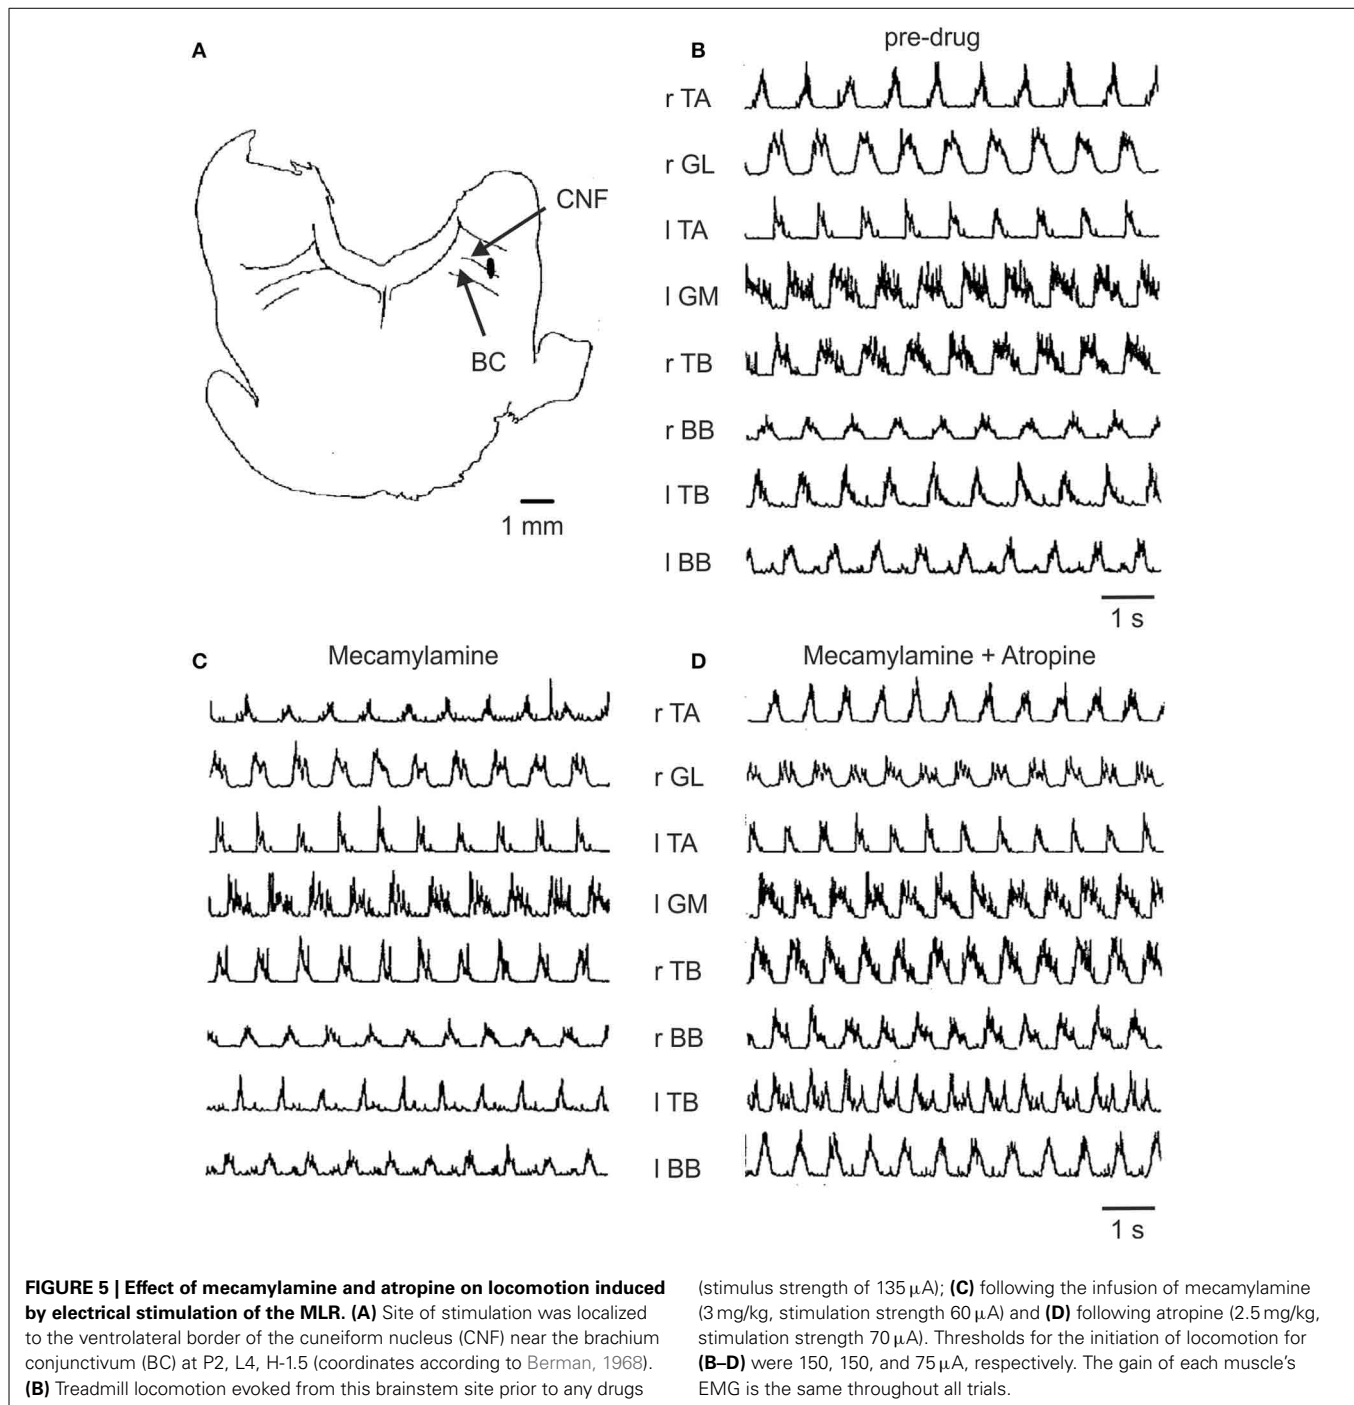 A
CNF
BC
1 mm
B
pre-drug
r TA
r GL
l TA
l GM
r TB
r BB
l TB
l BB
1 s
C
Mecamylamine
D
Mecamylamine + Atropine
r TA
r GL
l TA
l GM
r TB
r BB
l TB
l BB
1 s
FIGURE 5 | Effect of mecamylamine and atropine on locomotion induced
by electrical stimulation of the MLR. (A) Site of stimulation was localized
to the ventrolateral border of the cuneiform nucleus (CNF) near the brachium
conjunctivum (BC) at P2, L4, H-1.5 (coordinates according to Berman, 1968).
(B) Treadmill locomotion evoked from this brainstem site prior to any drugs
(stimulus strength of 135 μA); (C) following the infusion of mecamylamine
(3 mg/kg, stimulation strength 60 μA) and (D) following atropine (2.5 mg/kg,
stimulation strength 70 μA). Thresholds for the initiation of locomotion for
(B–D) were 150, 150, and 75 μA, respectively. The gain of each muscle's
EMG is the same throughout all trials.